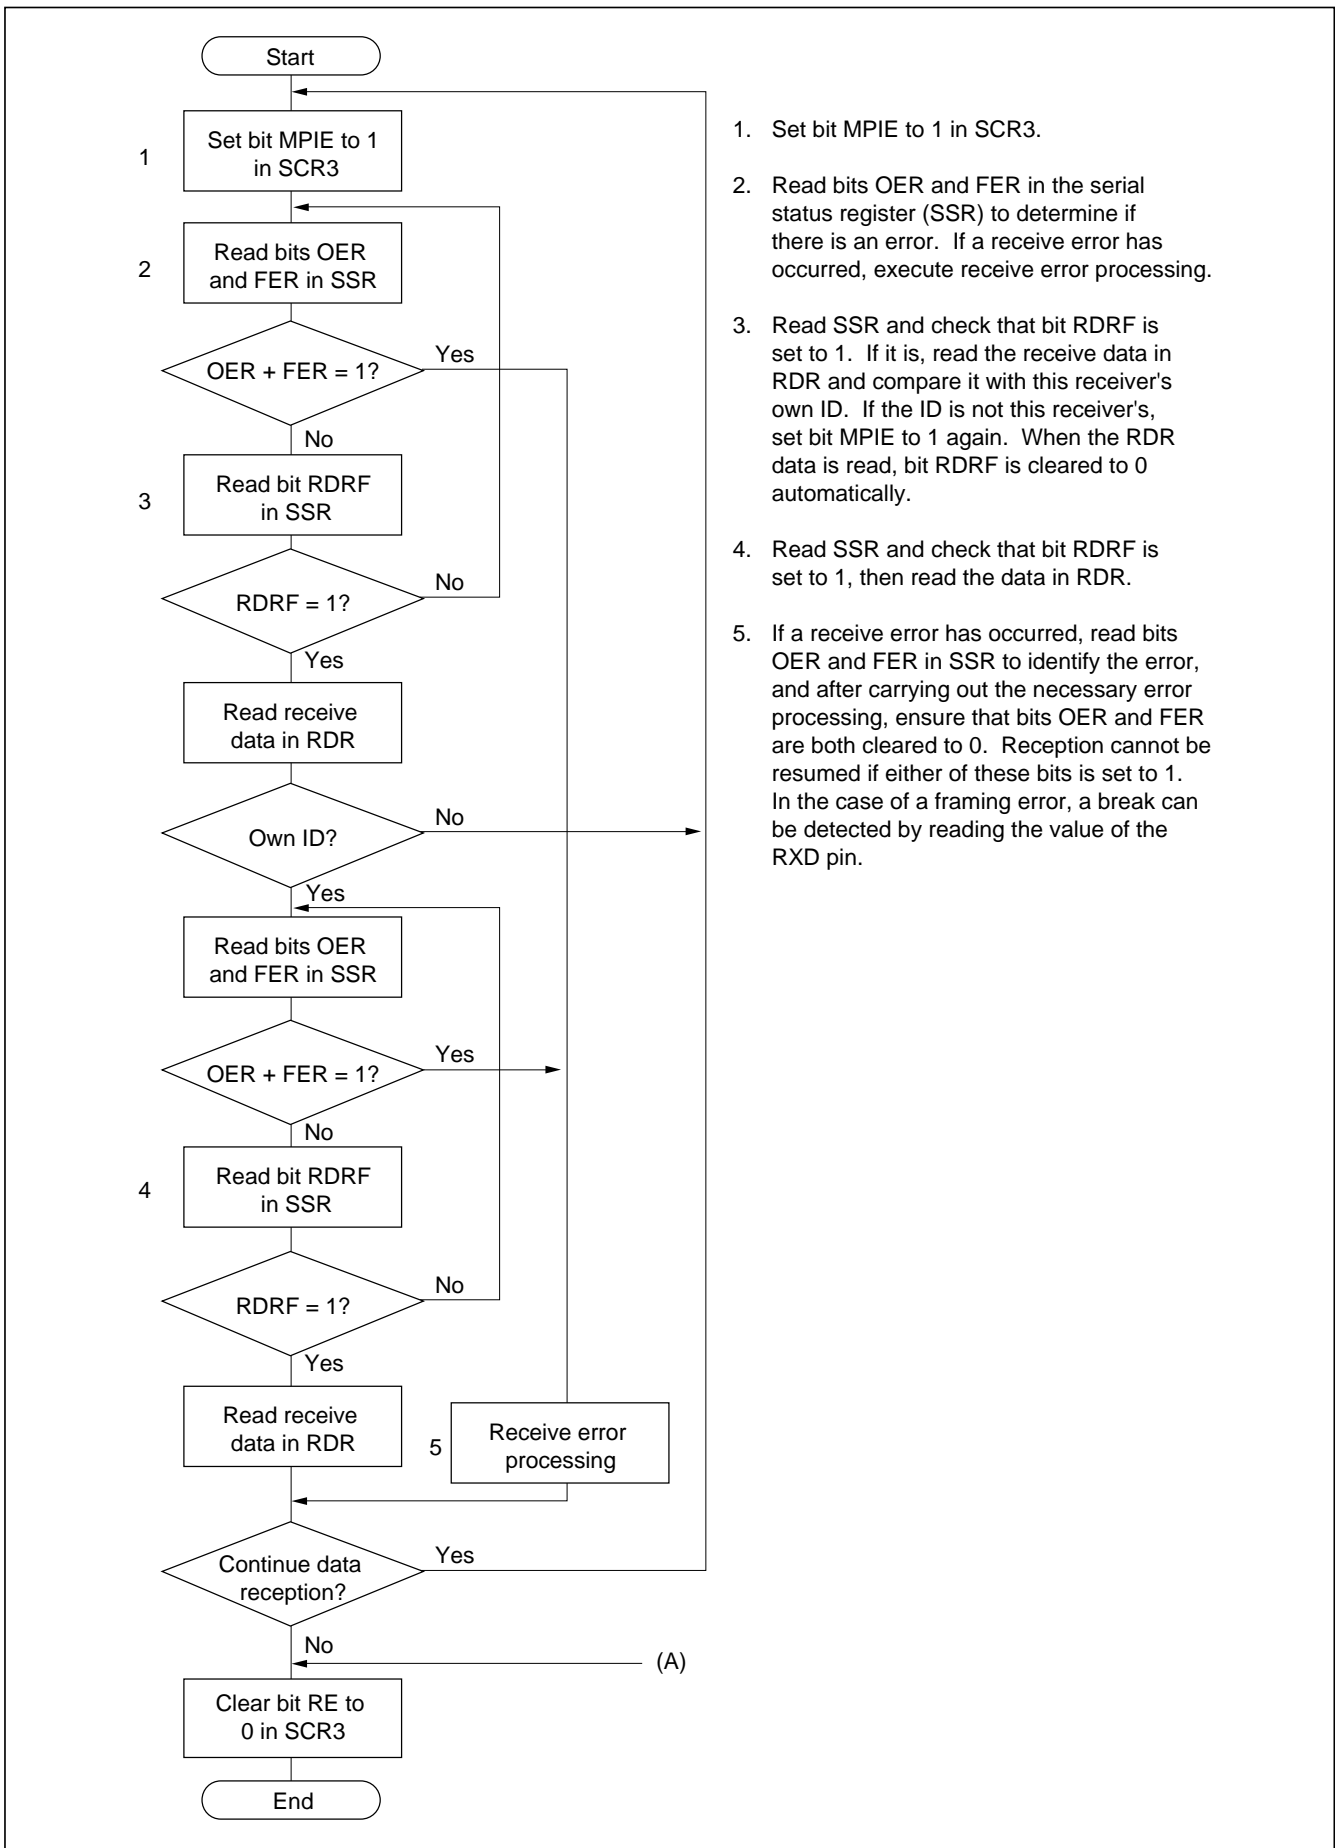 Start
1
Set bit MPIE to 1
in SCR3
2
Read bits OER
and FER in SSR
OER + FER = 1?
Yes
No
3
Read bit RDRF
in SSR
RDRF = 1?
No
Yes
Read receive
data in RDR
Own ID?
No
Yes
Read bits OER
and FER in SSR
OER + FER = 1?
Yes
No
4
Read bit RDRF
in SSR
RDRF = 1?
No
Yes
Read receive
data in RDR
5
Receive error
processing
Continue data
reception?
Yes
No
(A)
Clear bit RE to
0 in SCR3
End
1. Set bit MPIE to 1 in SCR3.
2. Read bits OER and FER in the serial
status register (SSR) to determine if
there is an error. If a receive error has
occurred, execute receive error processing.
3. Read SSR and check that bit RDRF is
set to 1. If it is, read the receive data in
RDR and compare it with this receiver's
own ID. If the ID is not this receiver's,
set bit MPIE to 1 again. When the RDR
data is read, bit RDRF is cleared to 0
automatically.
4. Read SSR and check that bit RDRF is
set to 1, then read the data in RDR.
5. If a receive error has occurred, read bits
OER and FER in SSR to identify the error,
and after carrying out the necessary error
processing, ensure that bits OER and FER
are both cleared to 0. Reception cannot be
resumed if either of these bits is set to 1.
In the case of a framing error, a break can
be detected by reading the value of the
RXD pin.